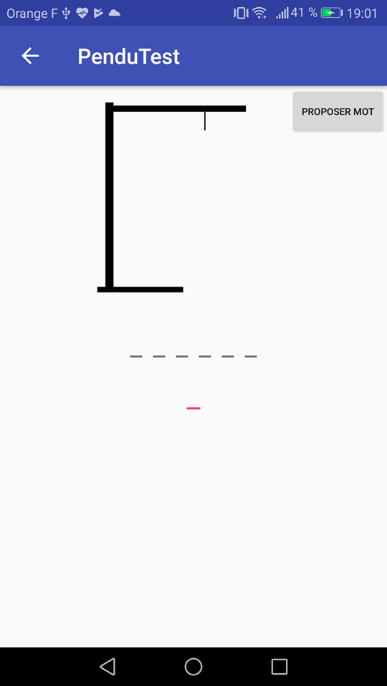 Orange F 41 % 19:01
PenduTest
PROPOSER MOT
_ _ _ _ _ _
_